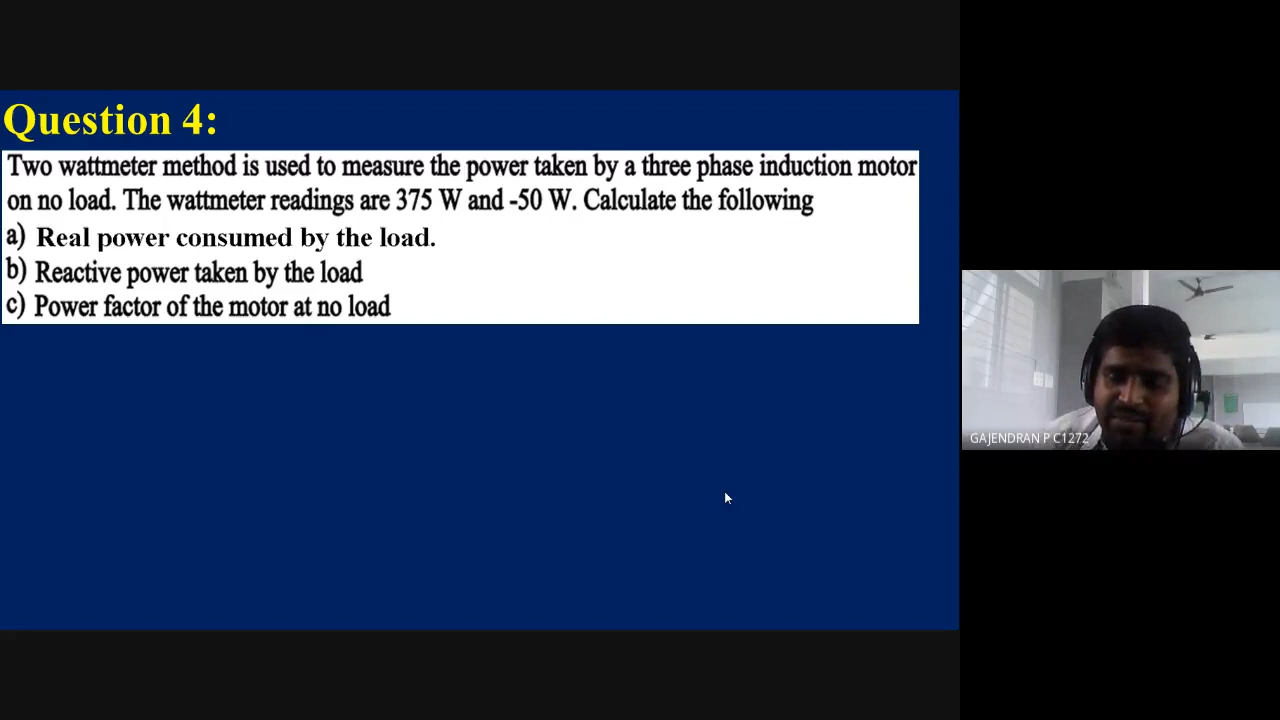 Question 4:
Two wattmeter method is used to measure the power taken by a three phase induction motor
on no load. The wattmeter readings are 375 W and -50 W. Calculate the following
a) Real power consumed by the load.
b) Reactive power taken by the load
c) Power factor of the motor at no load
GAJENDRAN P C1272